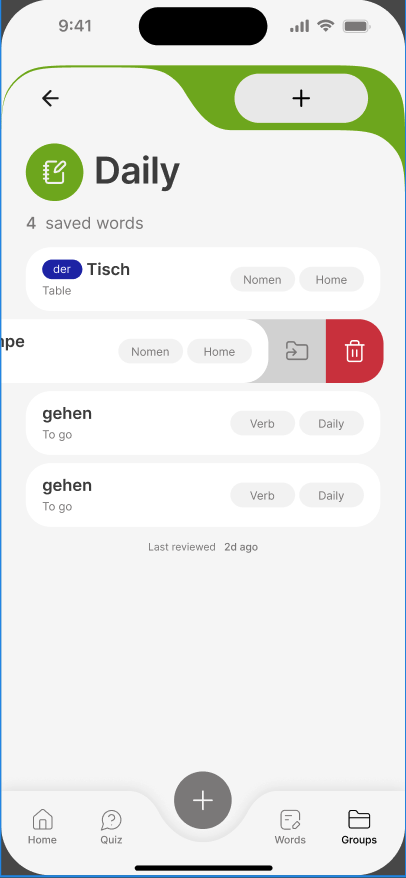 9:41
Daily
4 saved words
der Tisch
Nomen Home
Table
Nomen Home
gehen
Verb Daily
To go
gehen
Verb Daily
To go
Last reviewed 2d ago
Home Quiz Words Groups